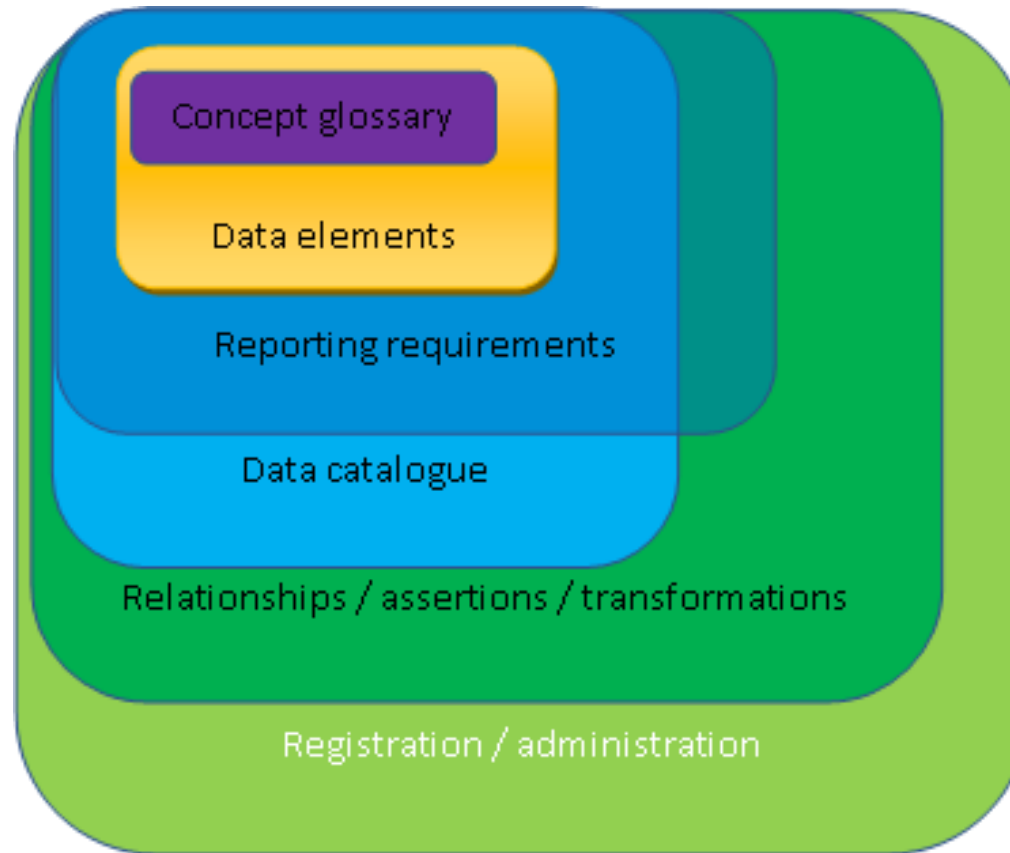 Concept glossary
Data elements
Reporting requirements
Data catalogue
Relationships / assertions / transformations
Registration / administration